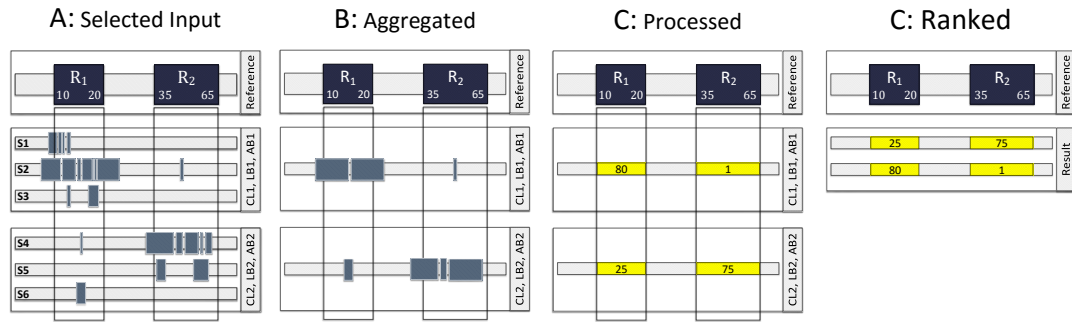 A: Selected Input
R1
R2
10 20
35 65
Reference
S1
S2
S3
CL1, LB1, AB1
S4
S5
S6
CL2, LB2, AB2
B: Aggregated
R1
R2
10 20
35 65
Reference
CL1, LB1, AB1
CL2, LB2, AB2
C: Processed
R1
R2
10 20
35 65
Reference
80 1
CL1, LB1, AB1
25 75
CL2, LB2, AB2
C: Ranked
R1
R2
10 20
35 65
Reference
25 75
80 1
Result